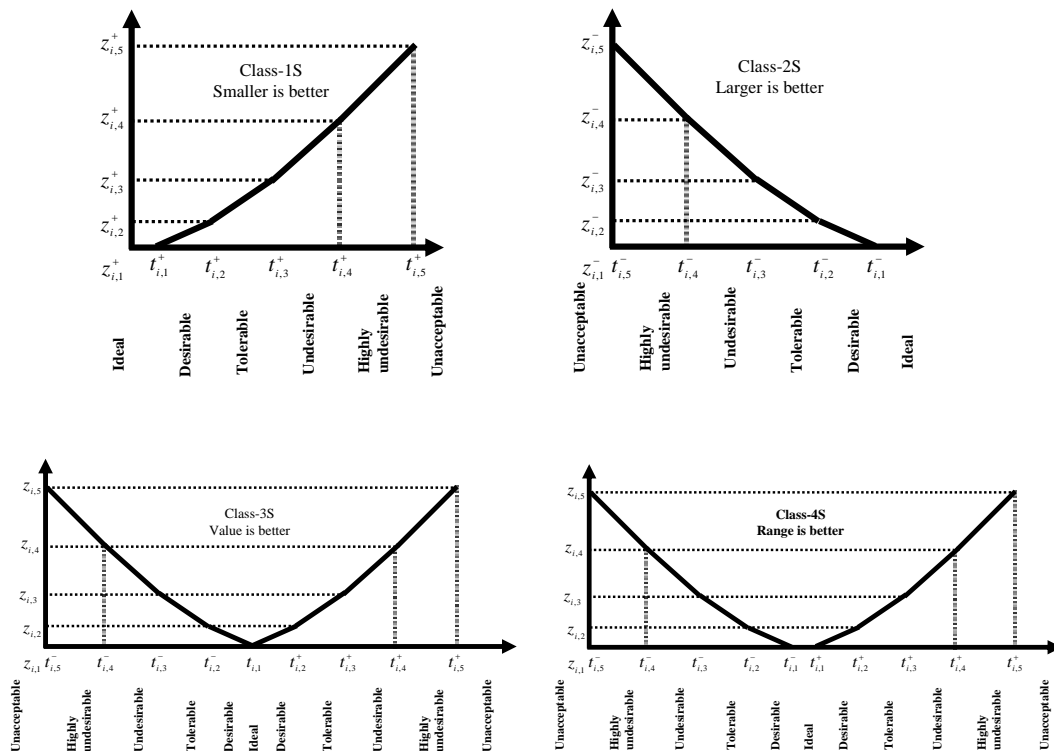 z⁺ᵢ,₅
Class-1S
Smaller is better
z⁺ᵢ,₄
z⁺ᵢ,₃
z⁺ᵢ,₂
z⁺ᵢ,₁ t⁺ᵢ,₁ t⁺ᵢ,₂ t⁺ᵢ,₃ t⁺ᵢ,₄ t⁺ᵢ,₅
Ideal
Desirable
Tolerable
Undesirable
Highly
undesirable
Unacceptable
z⁻ᵢ,₅
Class-2S
Larger is better
z⁻ᵢ,₄
z⁻ᵢ,₃
z⁻ᵢ,₂
z⁻ᵢ,₁ t⁻ᵢ,₅ t⁻ᵢ,₄ t⁻ᵢ,₃ t⁻ᵢ,₂ t⁻ᵢ,₁
Unacceptable
Highly
undesirable
Undesirable
Tolerable
Desirable
Ideal
zᵢ,₅
Class-3S
Value is better
zᵢ,₄
zᵢ,₃
zᵢ,₂
zᵢ,₁ t⁻ᵢ,₅ t⁻ᵢ,₄ t⁻ᵢ,₃ t⁻ᵢ,₂ tᵢ,₁ t⁺ᵢ,₂ t⁺ᵢ,₃ t⁺ᵢ,₄ t⁺ᵢ,₅
Unacceptable
Highly
undesirable
Undesirable
Tolerable
Desirable
Ideal
Desirable
Tolerable
Undesirable
Highly
undesirable
Unacceptable
zᵢ,₅
Class-4S
Range is better
zᵢ,₄
zᵢ,₃
zᵢ,₂
zᵢ,₁ t⁻ᵢ,₅ t⁻ᵢ,₄ t⁻ᵢ,₃ t⁻ᵢ,₂ t⁻ᵢ,₁ t⁺ᵢ,₁ t⁺ᵢ,₂ t⁺ᵢ,₃ t⁺ᵢ,₄ t⁺ᵢ,₅
Unacceptable
Highly
undesirable
Undesirable
Tolerable
Desirable
Ideal
Desirable
Tolerable
Undesirable
Highly
undesirable
Unacceptable